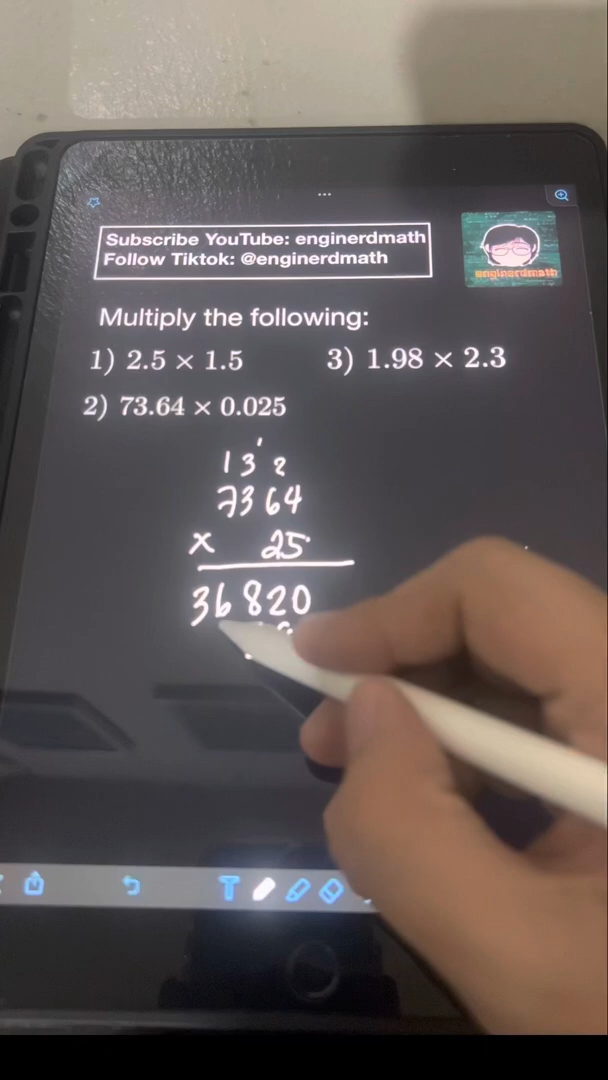 Subscribe YouTube: enginerdmath
Follow Tiktok: @enginerdmath
enginerdmath
Multiply the following:
1) 2.5 × 1.5
3) 1.98 × 2.3
2) 73.64 × 0.025
1 3 ' 2
7364
x 25
36820
T